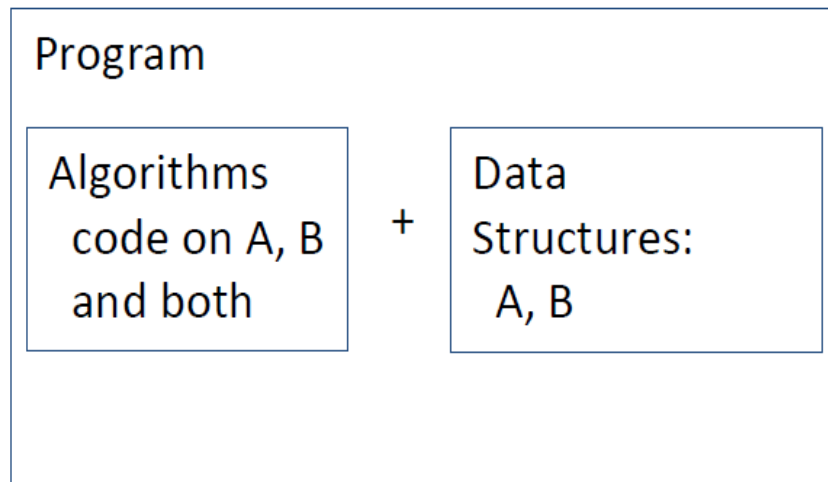 Program
Algorithms
code on A, B
and both
+
Data
Structures:
A, B